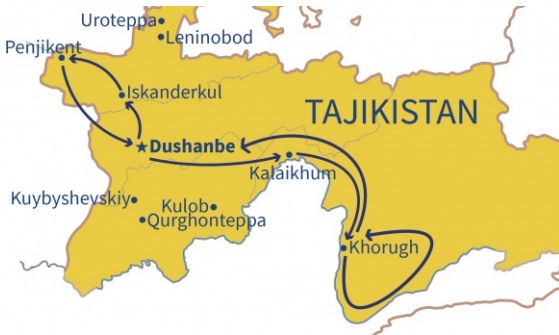 Uroteppa
Leninobod
Penjikent
Iskanderkul
TAJIKISTAN
Dushanbe
Kalaikhum
Kuybyshevskiy
Kulob
Qurghonteppa
Khorugh